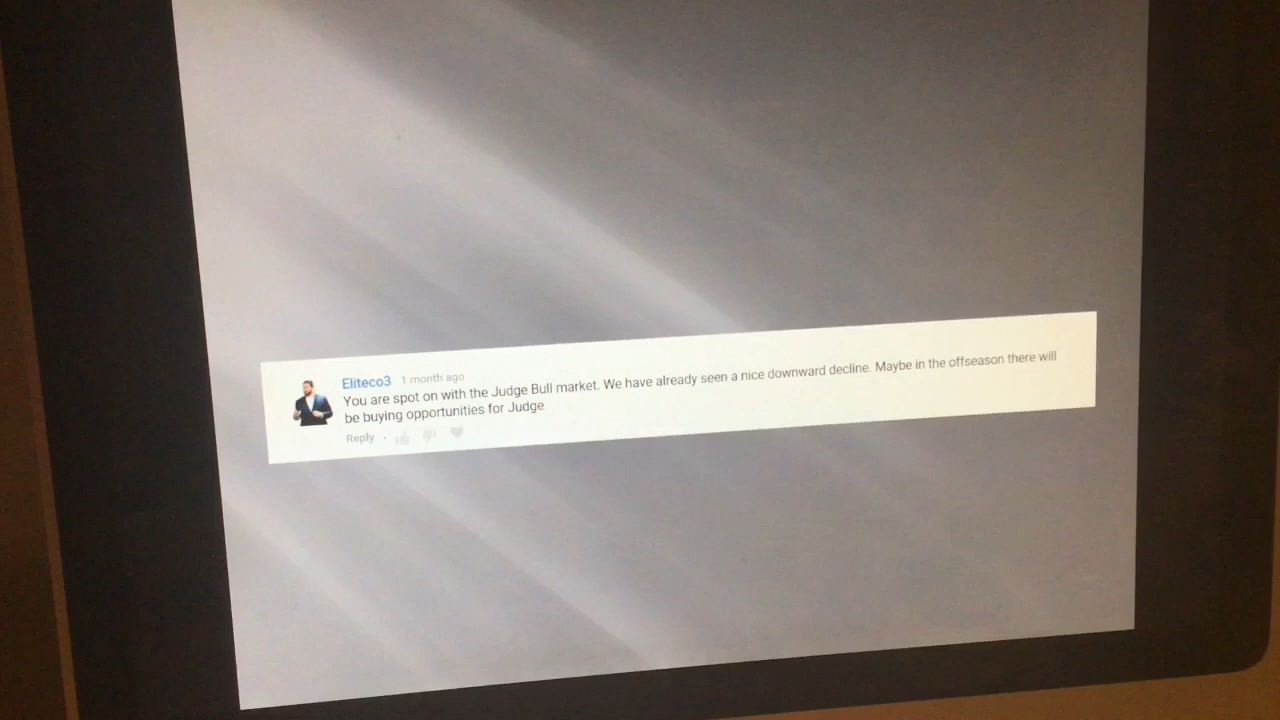 Eliteco3 1 month ago
You are spot on with the Judge Bull market. We have already seen a nice downward decline. Maybe in the offseason there will
be buying opportunities for Judge
Reply